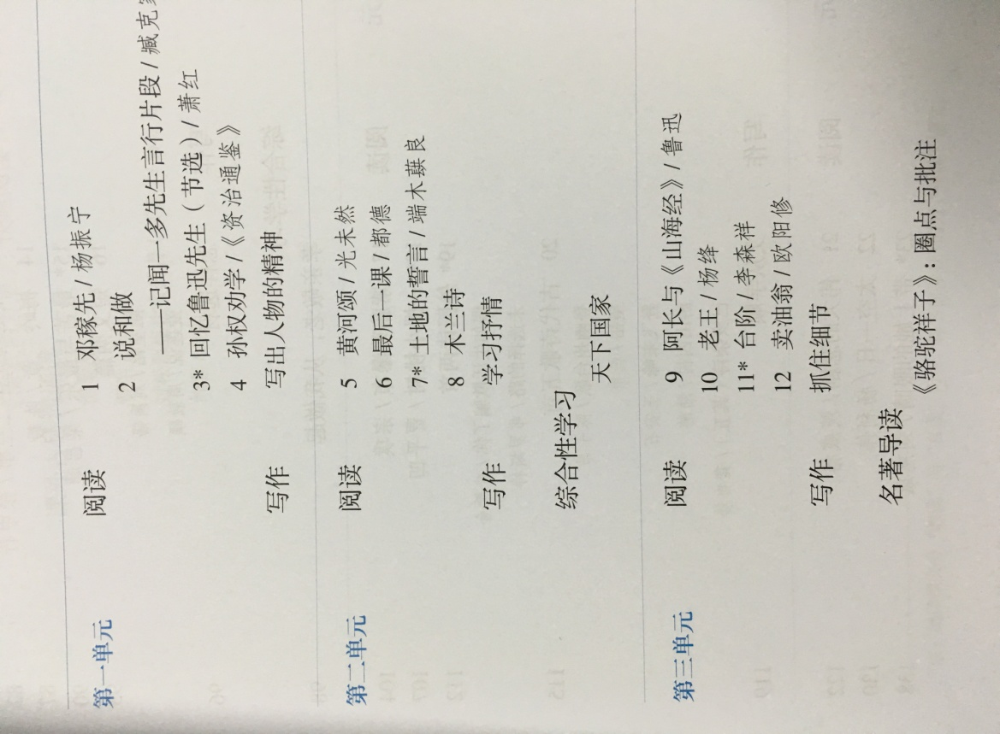 第一单元
阅读
1 邓稼先/杨振宁
2 说和做
——记闻一多先生言行片段/臧克
3* 回忆鲁迅先生（节选）/萧红
4 孙权劝学/《资治通鉴》
写作 写出人物的精神
第二单元
阅读
5 黄河颂/光未然
6 最后一课/都德
7* 土地的誓言/端木蕻良
8 木兰诗
写作 学习抒情
综合性学习
天下国家
第三单元
阅读
9 阿长与《山海经》/鲁迅
10 老王/杨绛
11* 台阶/李森祥
12 卖油翁/欧阳修
写作 抓住细节
名著导读
《骆驼祥子》：圈点与批注